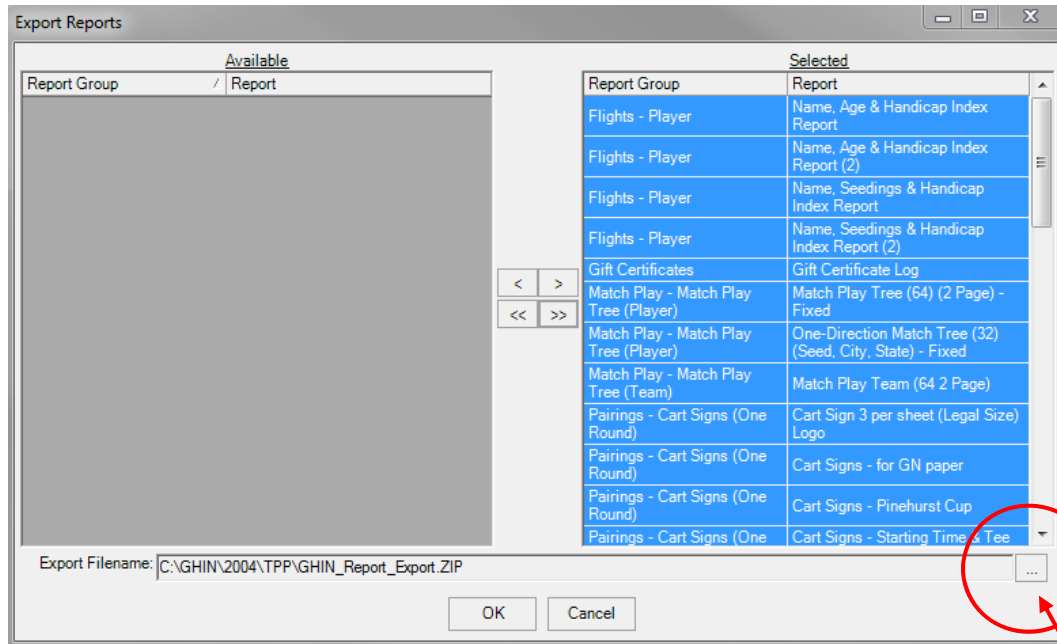 Export Reports
Available
Selected
Report Group / Report
Report Group Report
Flights - Player
Name, Age & Handicap Index
Report
Flights - Player
Name, Age & Handicap Index
Report (2)
Flights - Player
Name, Seedings & Handicap
Index Report
Flights - Player
Name, Seedings & Handicap
Index Report (2)
Gift Certificates
Gift Certificate Log
Match Play - Match Play
Tree (Player)
Match Play Tree (64) (2 Page) -
Fixed
Match Play - Match Play
Tree (Player)
One-Direction Match Tree (32)
(Seed, City, State) - Fixed
Match Play - Match Play
Tree (Team)
Match Play Team (64 2 Page)
Pairings - Cart Signs (One
Round)
Cart Sign 3 per sheet (Legal Size)
Logo
Pairings - Cart Signs (One
Round)
Cart Signs - for GN paper
Pairings - Cart Signs (One
Round)
Cart Signs - Pinehurst Cup
Pairings - Cart Signs (One
Cart Signs - Starting Time & Tee
< >
<< >>
Export Filename: C:\GHIN\2004\TPP\GHIN_Report_Export.ZIP
...
OK
Cancel